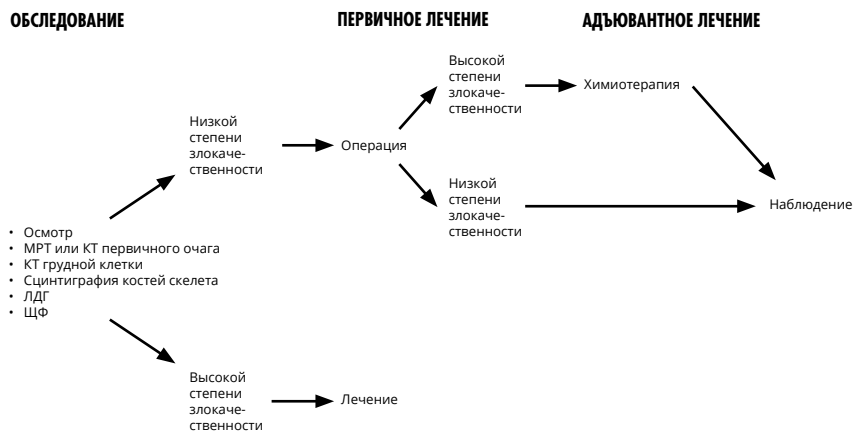 ОБСЛЕДОВАНИЕ
ПЕРВИЧНОЕ ЛЕЧЕНИЕ
АДЪЮВАНТНОЕ ЛЕЧЕНИЕ
• Осмотр
• МРТ или КТ первичного очага
• КТ грудной клетки
• Сцинтиграфия костей скелета
• ЛДГ
• ЩФ
Низкой
степени
злокаче-
ственности
Операция
Высокой
степени
злокаче-
ственности
Химиотерапия
Низкой
степени
злокаче-
ственности
Наблюдение
Высокой
степени
злокаче-
ственности
Лечение